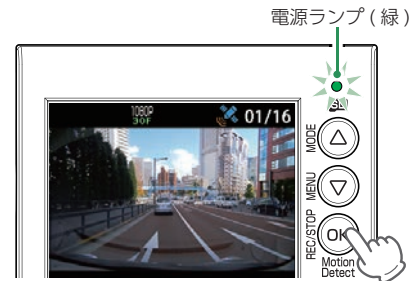 電源ランプ ( 緑 )
1080P
30F
01/16
MODE
MENU
REC/STOP
OK
Motion
Detect